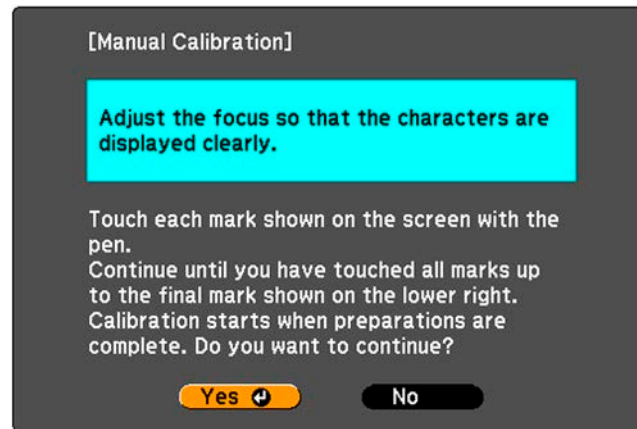 [Manual Calibration]
Adjust the focus so that the characters are
displayed clearly.
Touch each mark shown on the screen with the
pen.
Continue until you have touched all marks up
to the final mark shown on the lower right.
Calibration starts when preparations are
complete. Do you want to continue?
Yes
No